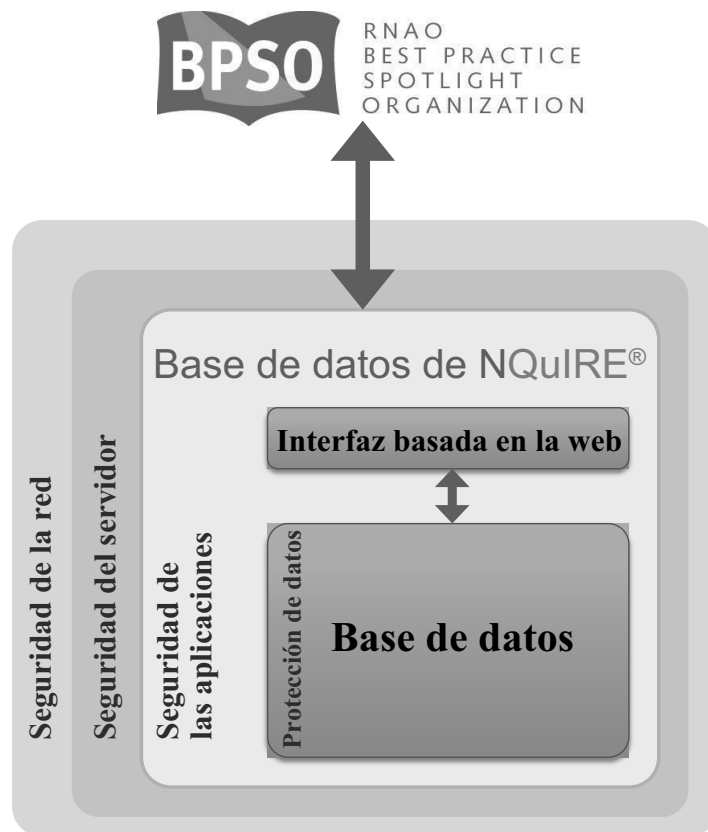 BPSO
RNAO
BEST PRACTICE
SPOTLIGHT
ORGANIZATION
Base de datos de NQuIRE®
Interfaz basada en la web
Seguridad de la red
Seguridad del servidor
Seguridad de
las aplicaciones
Protección de datos
Base de datos